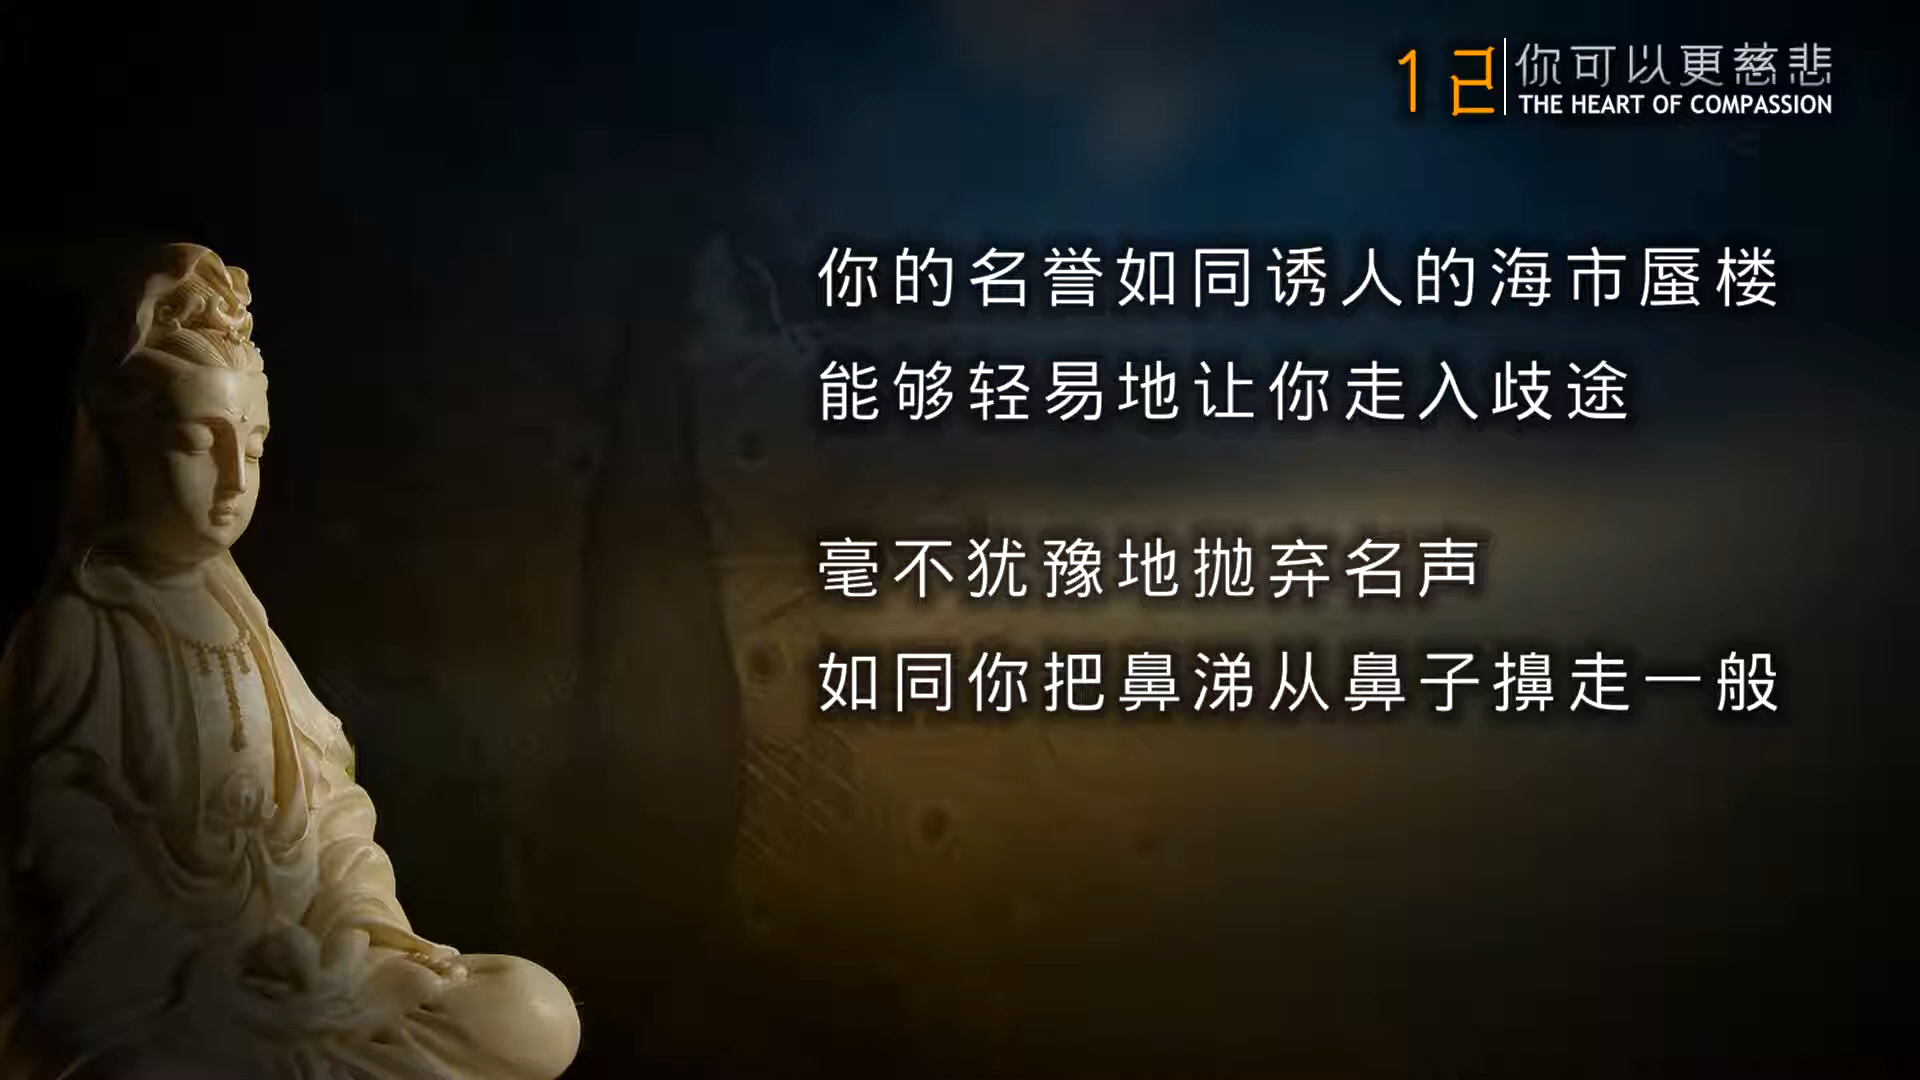 12
你可以更慈悲
THE HEART OF COMPASSION
你的名誉如同诱人的海市蜃楼
能够轻易地让你走入歧途
毫不犹豫地抛弃名声
如同你把鼻涕从鼻子擤走一般